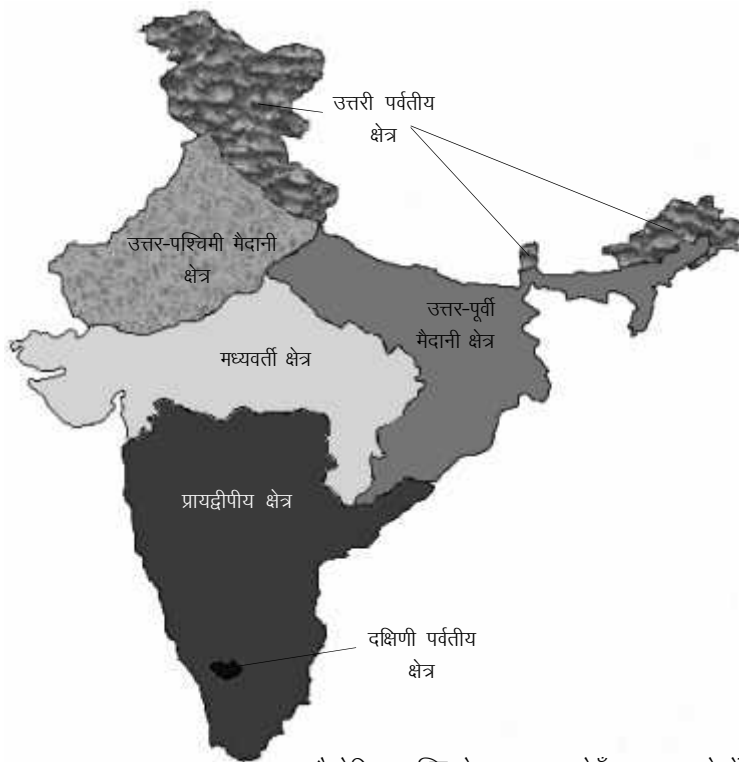 उत्तरी पर्वतीय
क्षेत्र
उत्तर-पश्चिमी मैदानी
क्षेत्र
उत्तर-पूर्वी
मैदानी क्षेत्र
मध्यवर्ती क्षेत्र
प्रायद्वीपीय क्षेत्र
दक्षिणी पर्वतीय
क्षेत्र